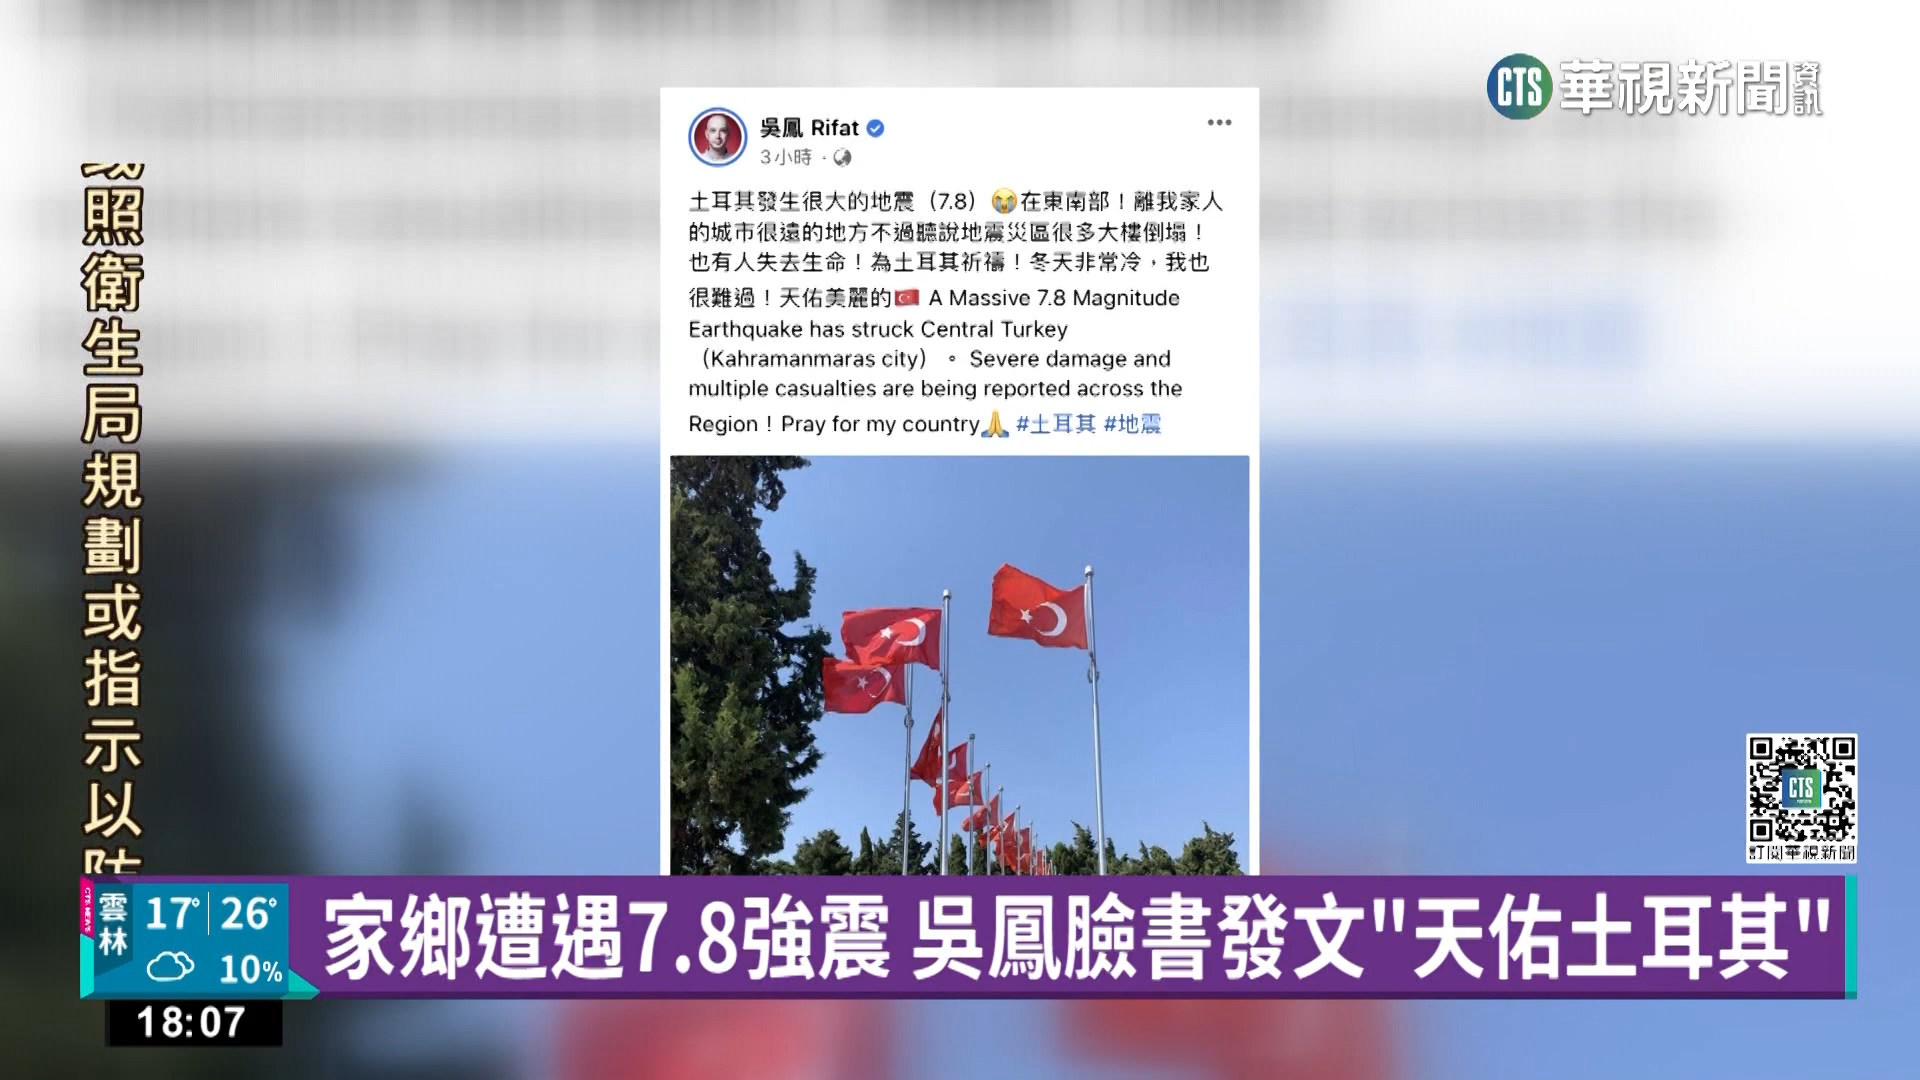 CTS 華視新聞資訊
吳鳳 Rifat
3小時 ·
土耳其發生很大的地震（7.8）😭在東南部！離我家人
的城市很遠的地方不過聽說地震災區很多大樓倒塌！
也有人失去生命！為土耳其祈禱！冬天非常冷，我也
很難過！天佑美麗的🇹🇷 A Massive 7.8 Magnitude
Earthquake has struck Central Turkey
（Kahramanmaras city） 。 Severe damage and
multiple casualties are being reported across the
Region！Pray for my country🙏 #土耳其 #地震
照衛生局規劃或指示以防
CTS
訂閱華視新聞
CTS NEWS
雲林
17° 26°
10%
家鄉遭遇7.8強震 吳鳳臉書發文"天佑土耳其"
18:07